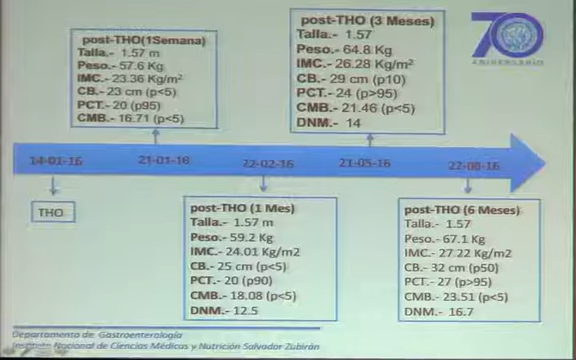 post-THO(1Semana)
Talla.- 1.57 m
Peso.- 57.6 Kg
IMC.- 23.36 Kg/m²
CB.- 23 cm (p<5)
PCT.- 20 (p95)
CMB.- 16.71 (p<5)
post-THO (3 Meses)
Talla.- 1.57
Peso.- 64.8 Kg
IMC.- 26.28 Kg/m²
CB.- 29 cm (p10)
PCT.- 24 (p>95)
CMB.- 21.46 (p<5)
DNM.- 14
70
ANIVERSARIO
14-01-16
21-01-16
22-02-16
21-05-16
22-08-16
THO
post-THO (1 Mes)
Talla.- 1.57 m
Peso.- 59.2 Kg
IMC.- 24.01 Kg/m2
CB.- 25 cm (p<5)
PCT.- 20 (p90)
CMB.- 18.08 (p<5)
DNM.- 12.5
post-THO (6 Meses)
Talla.- 1.57
Peso.- 67.1 Kg
IMC.- 27.22 Kg/m2
CB.- 32 cm (p50)
PCT.- 27 (p>95)
CMB.- 23.51 (p<5)
DNM.- 16.7
Departamento de Gastroenterología
Instituto Nacional de Ciencias Médicas y Nutrición Salvador Zubirán